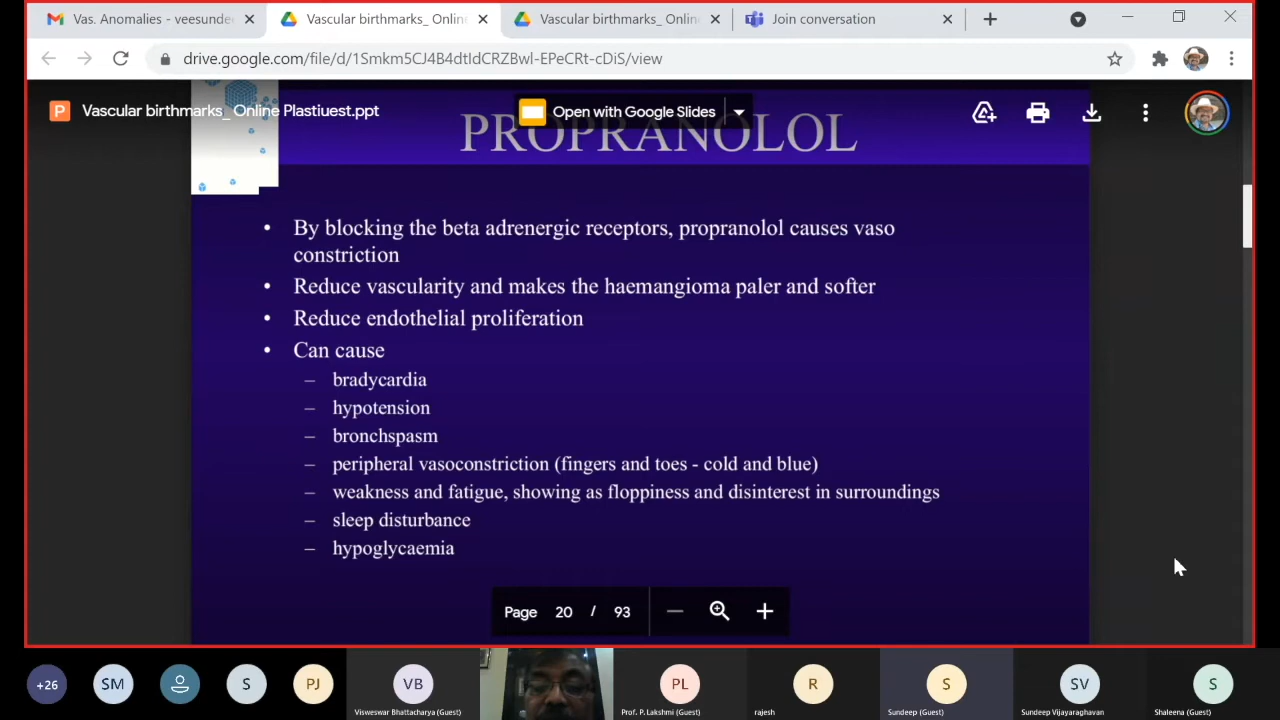 Vas. Anomalies - veesunde
Vascular birthmarks_ Onlin
Vascular birthmarks_ Onlin
Join conversation
drive.google.com/file/d/1Smkm5CJ4B4dtIdCRZBwl-EPeCRt-cDiS/view
P
Vascular birthmarks_ Online Plastiuest.ppt
Open with Google Slides
PROPRANOLOL
• By blocking the beta adrenergic receptors, propranolol causes vaso
constriction
• Reduce vascularity and makes the haemangioma paler and softer
• Reduce endothelial proliferation
• Can cause
– bradycardia
– hypotension
– bronchspasm
– peripheral vasoconstriction (fingers and toes - cold and blue)
– weakness and fatigue, showing as floppiness and disinterest in surroundings
– sleep disturbance
– hypoglycaemia
Page 20 / 93
+26 SM S PJ VB PL R S SV S
Visweswar Bhattacharya (Guest) Prof. P. Lakshmi (Guest) rajesh Sundeep (Guest) Sundeep Vijayaraghavan Shaleena (Guest)